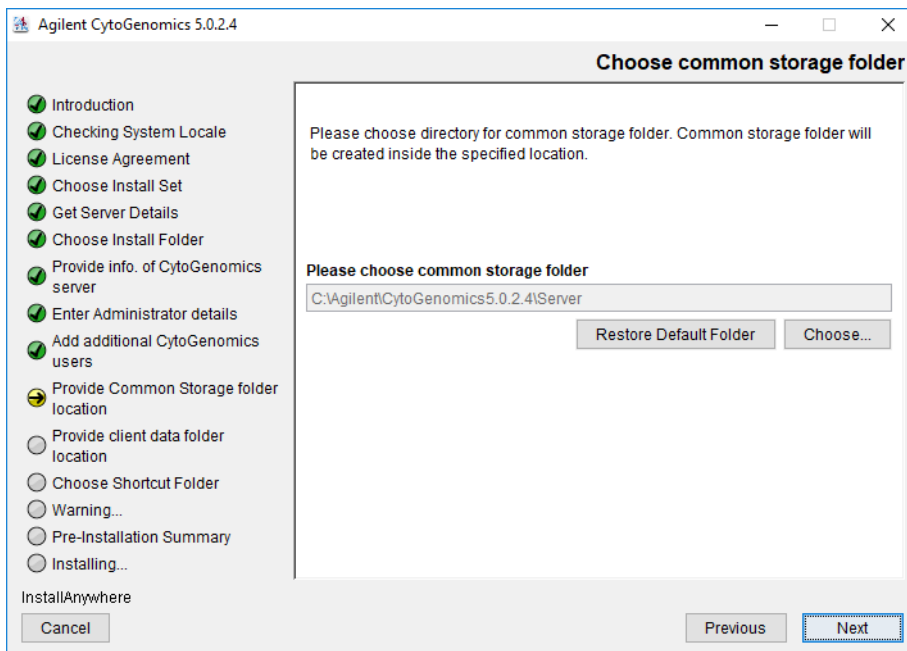 Agilent CytoGenomics 5.0.2.4
Choose common storage folder
Introduction
Checking System Locale
License Agreement
Choose Install Set
Get Server Details
Choose Install Folder
Provide info. of CytoGenomics
server
Enter Administrator details
Add additional CytoGenomics
users
Provide Common Storage folder
location
Provide client data folder
location
Choose Shortcut Folder
Warning...
Pre-Installation Summary
Installing...
Please choose directory for common storage folder. Common storage folder will
be created inside the specified location.
Please choose common storage folder
C:\Agilent\CytoGenomics5.0.2.4\Server
Restore Default Folder
Choose...
InstallAnywhere
Cancel
Previous
Next